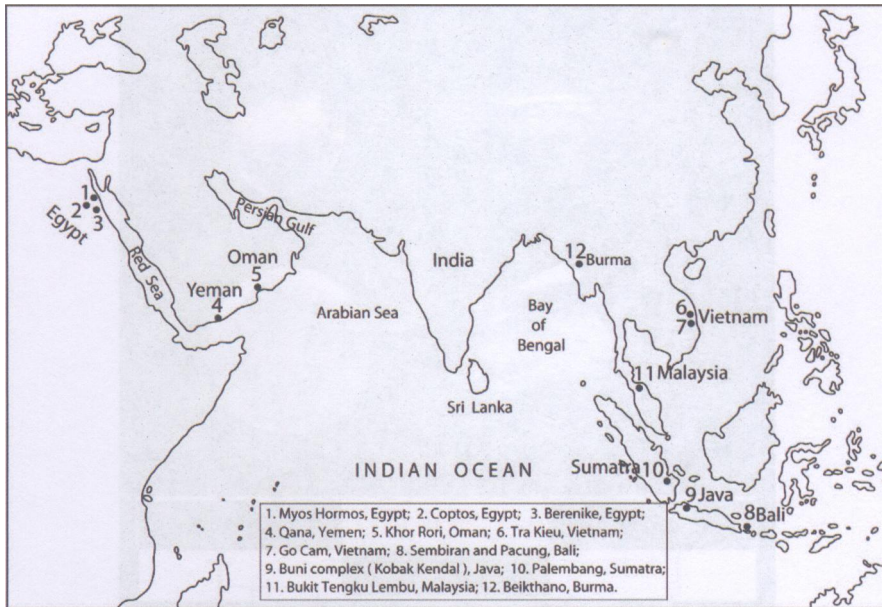 1
2
3
Egypt
Red Sea
Persian Gulf
Oman
5
Yeman
4
Arabian Sea
India
Bay
of
Bengal
Sri Lanka
12
Burma
6
7
Vietnam
11 Malaysia
Sumatra 10
9 Java
8 Bali
INDIAN OCEAN
1. Myos Hormos, Egypt; 2. Coptos, Egypt; 3. Berenike, Egypt;
4. Qana, Yemen; 5. Khor Rori, Oman; 6. Tra Kieu, Vietnam;
7. Go Cam, Vietnam; 8. Sembiran and Pacung, Bali;
9. Buni complex ( Kobak Kendal ), Java; 10. Palembang, Sumatra;
11. Bukit Tengku Lembu, Malaysia; 12. Beikthano, Burma.